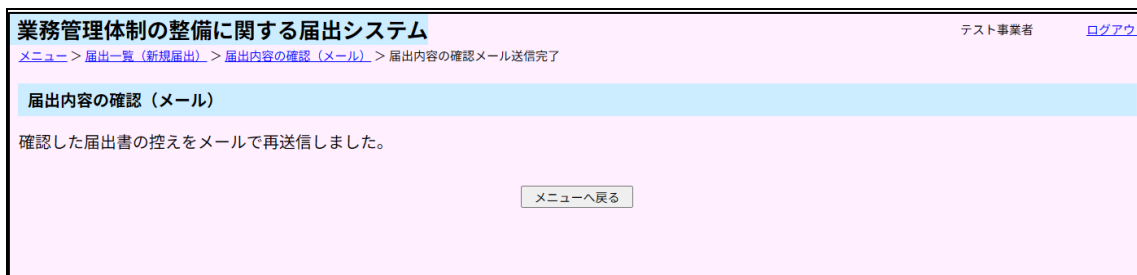 業務管理体制の整備に関する届出システム
テスト事業者 ログアウ
メニュー > 届出一覧（新規届出） > 届出内容の確認（メール） > 届出内容の確認メール送信完了
届出内容の確認（メール）
確認した届出書の控えをメールで再送信しました。
メニューへ戻る